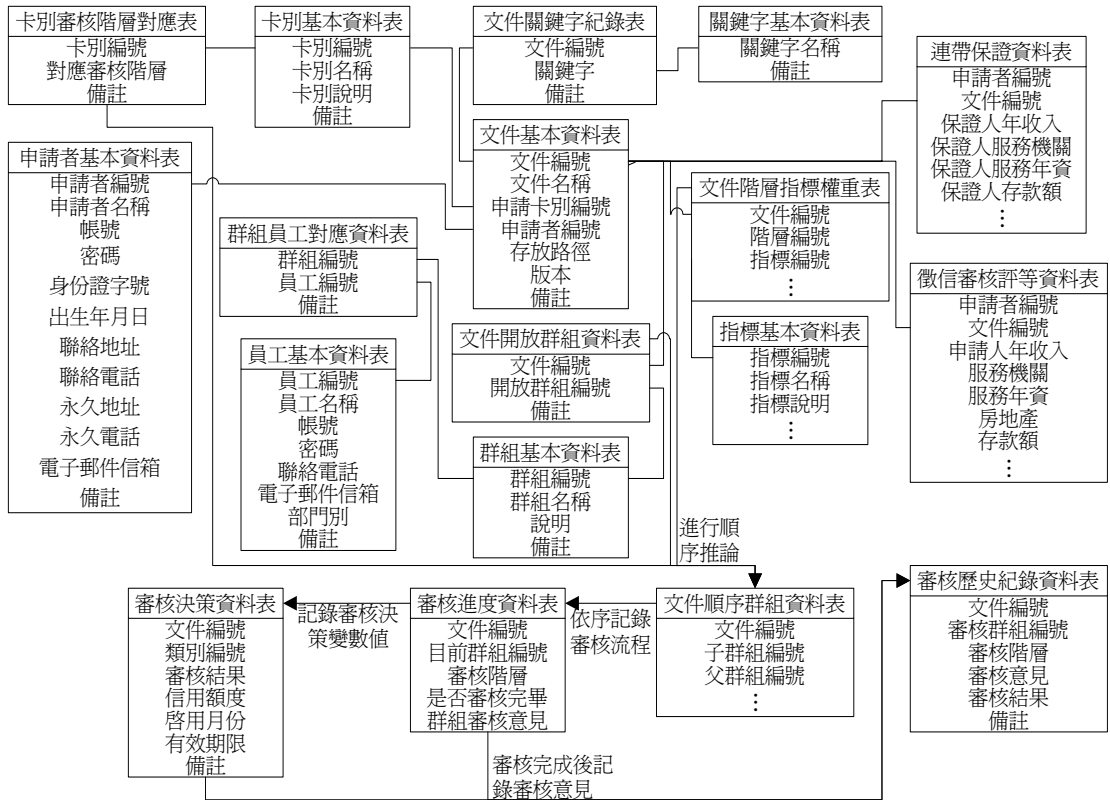 卡別審核階層對應表
卡別編號
對應審核階層
備註
卡別基本資料表
卡別編號
卡別名稱
卡別說明
備註
文件關鍵字紀錄表
文件編號
關鍵字
備註
關鍵字基本資料表
關鍵字名稱
備註
連帶保證資料表
申請者編號
文件編號
保證人年收入
保證人服務機關
保證人服務年資
保證人存款額
⋮
申請者基本資料表
申請者編號
申請者名稱
帳號
密碼
身份證字號
出生年月日
聯絡地址
聯絡電話
永久地址
永久電話
電子郵件信箱
備註
文件基本資料表
文件編號
文件名稱
申請卡別編號
申請者編號
存放路徑
版本
備註
文件階層指標權重表
文件編號
階層編號
指標編號
⋮
群組員工對應資料表
群組編號
員工編號
備註
徵信審核評等資料表
申請者編號
文件編號
申請人年收入
服務機關
服務年資
房地產
存款額
⋮
員工基本資料表
員工編號
員工名稱
帳號
密碼
聯絡電話
電子郵件信箱
部門別
備註
文件開放群組資料表
文件編號
開放群組編號
備註
指標基本資料表
指標編號
指標名稱
指標說明
⋮
群組基本資料表
群組編號
群組名稱
說明
備註
進行順
序推論
審核決策資料表
文件編號
類別編號
審核結果
信用額度
啓用月份
有效期限
備註
記錄審核決
策變數值
審核進度資料表
文件編號
目前群組編號
審核階層
是否審核完畢
群組審核意見
依序記錄
審核流程
文件順序群組資料表
文件編號
子群組編號
父群組編號
⋮
審核歷史紀錄資料表
文件編號
審核群組編號
審核階層
審核意見
審核結果
備註
審核完成後記
錄審核意見